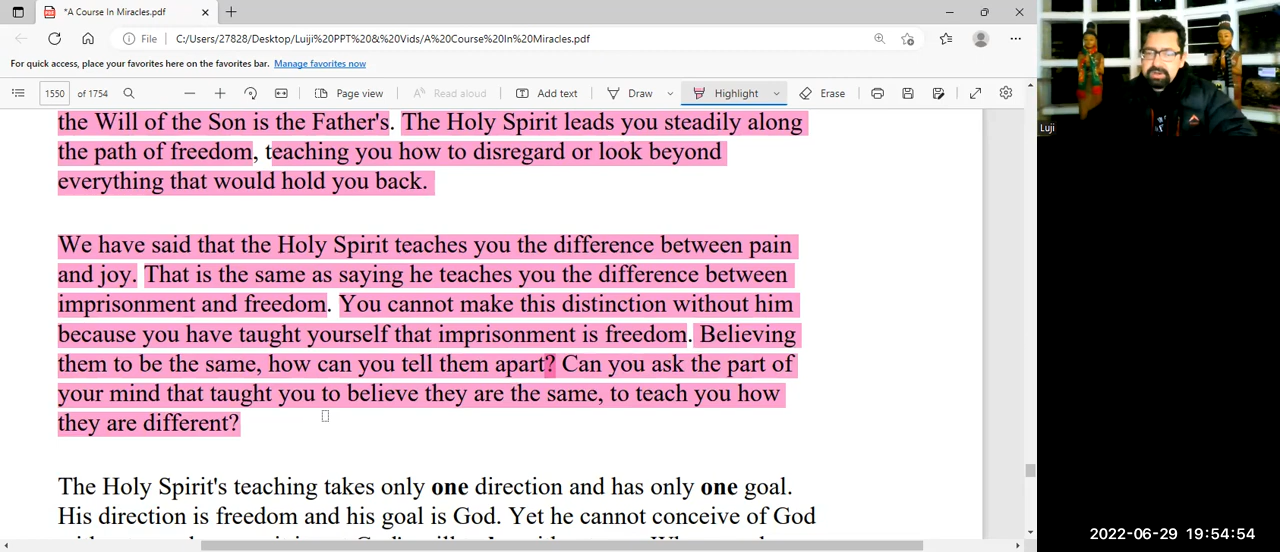 *A Course In Miracles.pdf
File
C:/Users/27828/Desktop/Luiji%20PPT%20&%20Vids/A%20Course%20In%20Miracles.pdf
For quick access, place your favorites here on the favorites bar. Manage favorites now
1550 of 1754
Page view
Read aloud
Add text
Draw
Highlight
Erase
the Will of the Son is the Father's. The Holy Spirit leads you steadily along
the path of freedom, teaching you how to disregard or look beyond
everything that would hold you back.
We have said that the Holy Spirit teaches you the difference between pain
and joy. That is the same as saying he teaches you the difference between
imprisonment and freedom. You cannot make this distinction without him
because you have taught yourself that imprisonment is freedom. Believing
them to be the same, how can you tell them apart? Can you ask the part of
your mind that taught you to believe they are the same, to teach you how
they are different?
The Holy Spirit's teaching takes only one direction and has only one goal.
His direction is freedom and his goal is God. Yet he cannot conceive of God
Luji
2022-06-29 19:54:54